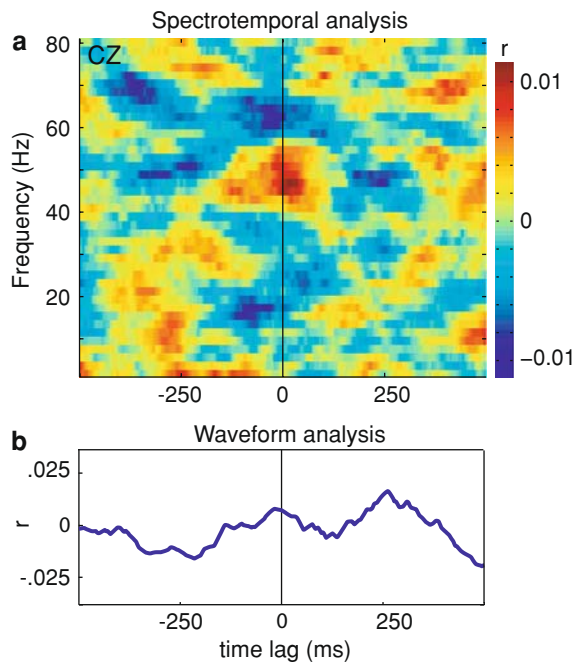 Spectrotemporal analysis
a
CZ
r
80
60
40
20
Frequency (Hz)
0.01
0
−0.01
-250
0
250
b
Waveform analysis
.025
0
-.025
r
-250
0
250
time lag (ms)